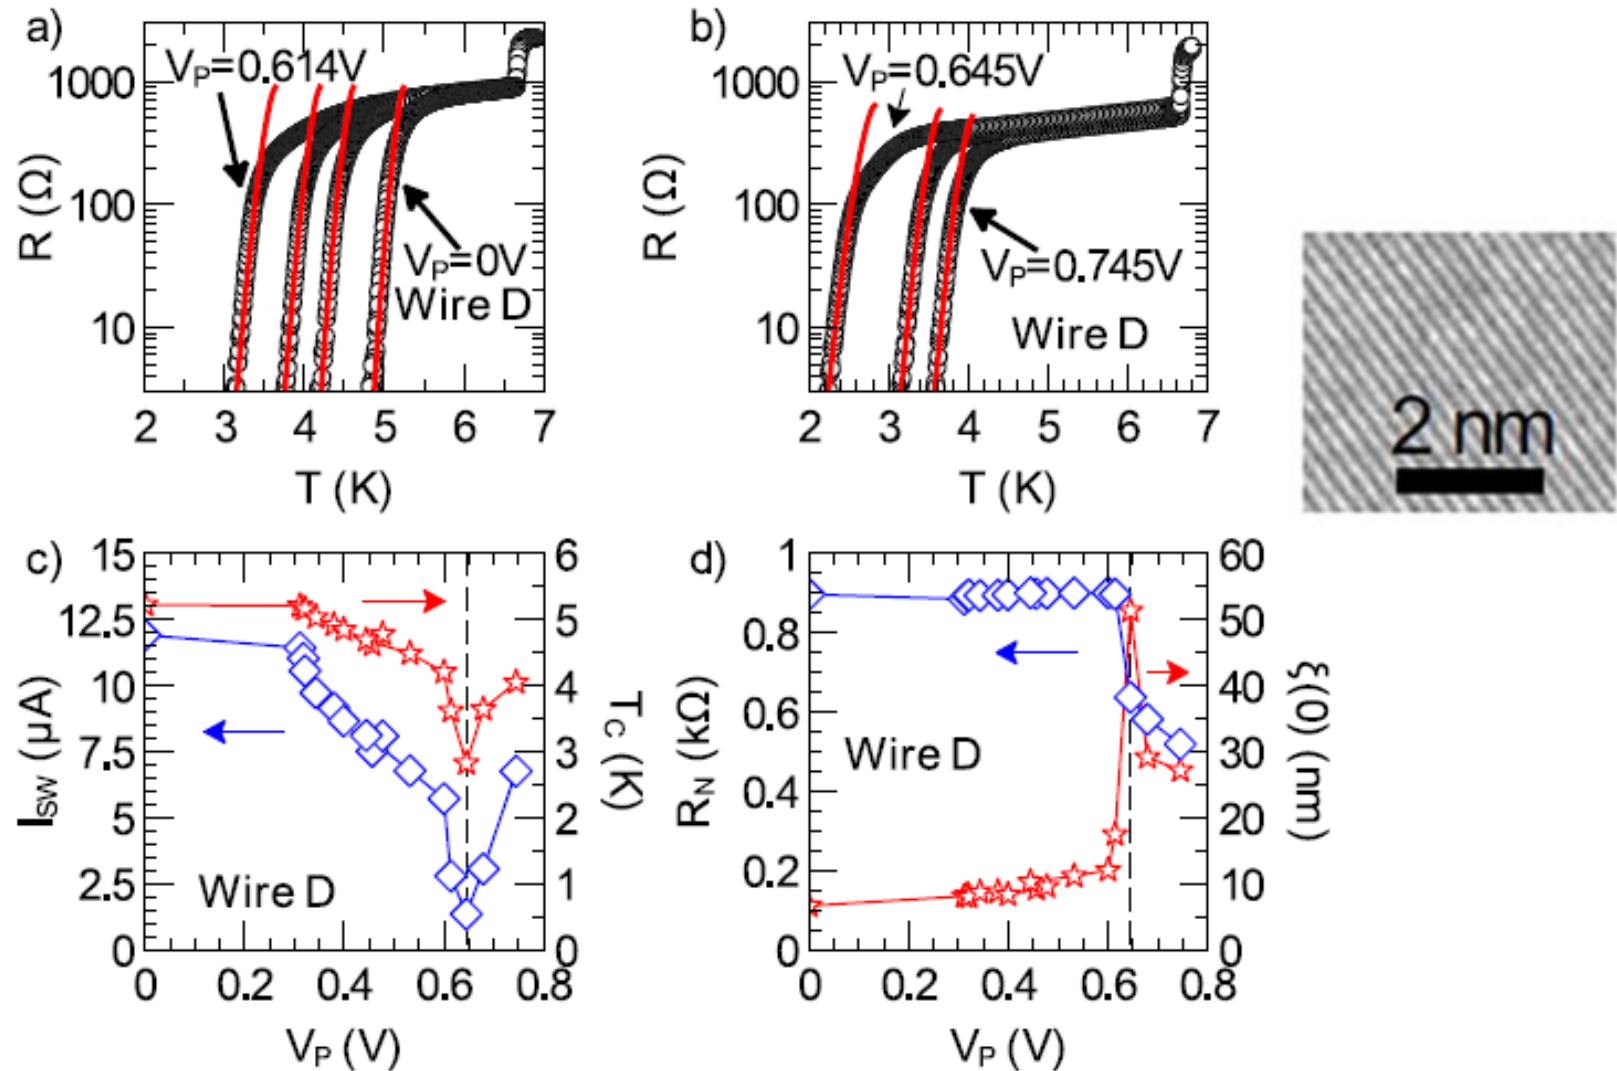 a)
V_P=0.614V
1000
100
10
R (Ω)
V_P=0V
Wire D
2 3 4 5 6 7
T (K)
b)
V_P=0.645V
1000
100
10
R (Ω)
V_P=0.745V
Wire D
2 3 4 5 6 7
T (K)
2 nm
c)
15
12.5
10
7.5
5
2.5
0
I_SW (μA)
6
5
4
3
2
1
0
T_C (K)
Wire D
0 0.2 0.4 0.6 0.8
V_P (V)
d)
1
0.8
0.6
0.4
0.2
0
R_N (kΩ)
60
50
40
30
20
10
0
ξ(0) (nm)
Wire D
0 0.2 0.4 0.6 0.8
V_P (V)